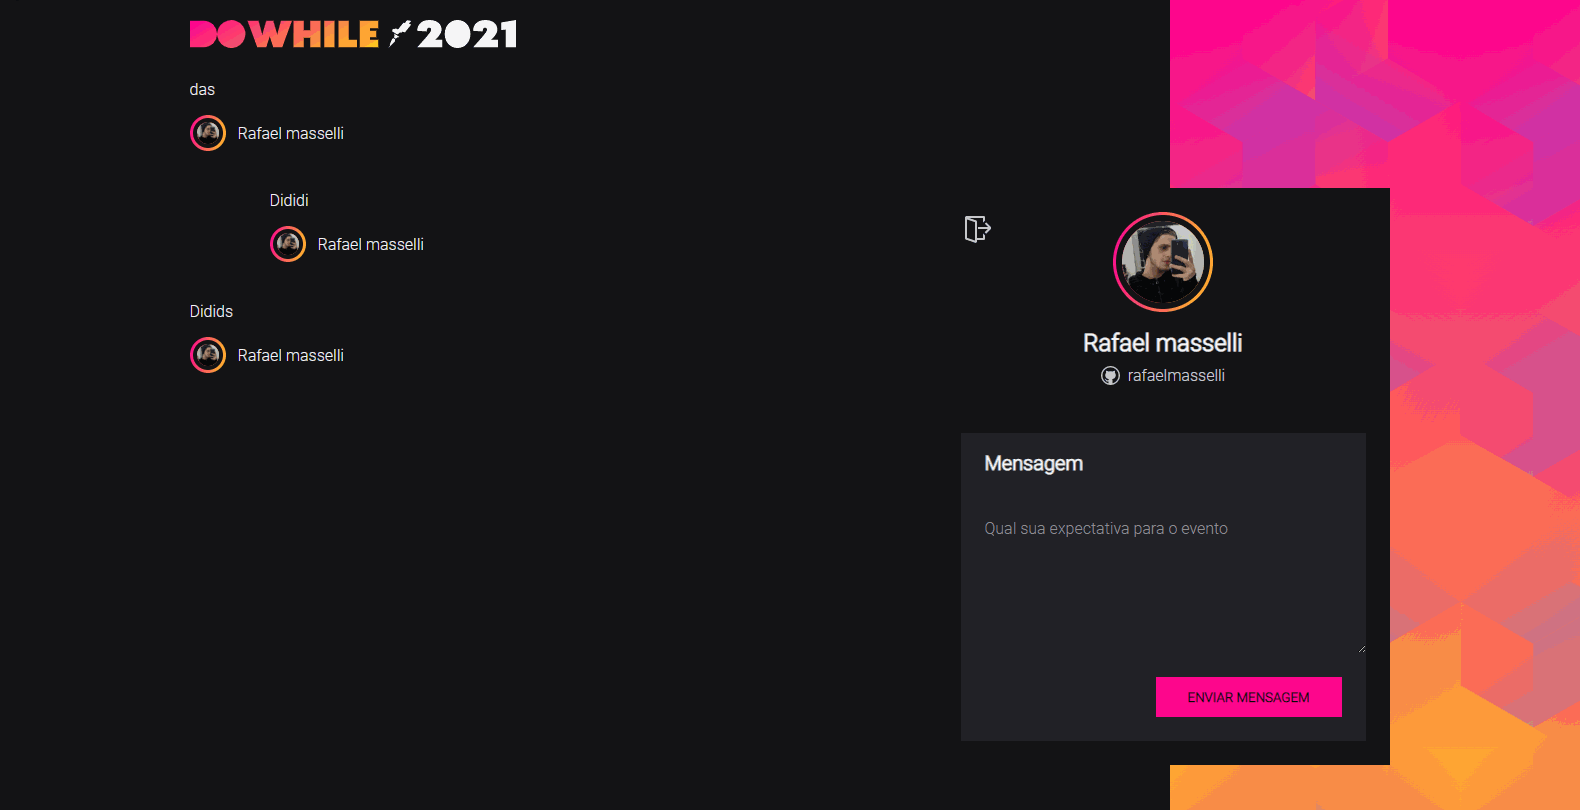 DOWHILE 2021
das
Rafael masselli
Dididi
Rafael masselli
Didids
Rafael masselli
Rafael masselli
rafaelmasselli
Mensagem
Qual sua expectativa para o evento
ENVIAR MENSAGEM